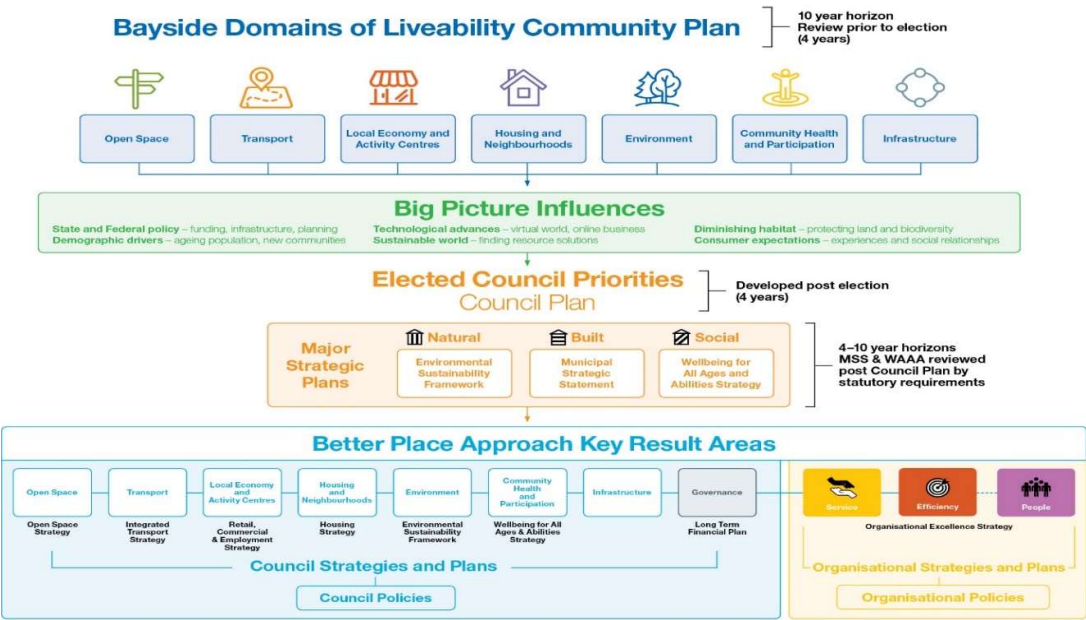 Bayside Domains of Liveability Community Plan
10 year horizon
Review prior to election
(4 years)
Open Space
Transport
Local Economy and
Activity Centres
Housing and
Neighbourhoods
Environment
Community Health
and Participation
Infrastructure
Big Picture Influences
State and Federal policy – funding, infrastructure, planning
Demographic drivers – ageing population, new communities
Technological advances – virtual world, online business
Sustainable world – finding resource solutions
Diminishing habitat – protecting land and biodiversity
Consumer expectations – experiences and social relationships
Elected Council Priorities
Council Plan
Developed post election
(4 years)
Major
Strategic
Plans
Natural
Environmental
Sustainability
Framework
Built
Municipal
Strategic
Statement
Social
Wellbeing for
All Ages and
Abilities Strategy
4–10 year horizons
MSS & WAAA reviewed
post Council Plan by
statutory requirements
Better Place Approach Key Result Areas
Open Space
Transport
Local Economy
and
Activity Centres
Housing
and
Neighbourhoods
Environment
Community
Health
and
Participation
Infrastructure
Governance
Service
Efficiency
People
Open Space
Strategy
Integrated
Transport
Strategy
Retail,
Commercial
& Employment
Strategy
Housing
Strategy
Environmental
Sustainability
Framework
Wellbeing for All
Ages & Abilities
Strategy
Long Term
Financial Plan
Organisational Excellence Strategy
Council Strategies and Plans
Organisational Strategies and Plans
Council Policies
Organisational Policies